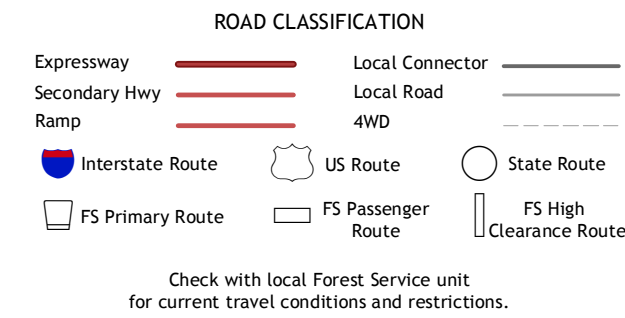 ROAD CLASSIFICATION
Expressway
Local Connector
Secondary Hwy
Local Road
Ramp
4WD
Interstate Route
US Route
State Route
FS Primary Route
FS Passenger
Route
FS High
Clearance Route
Check with local Forest Service unit
for current travel conditions and restrictions.